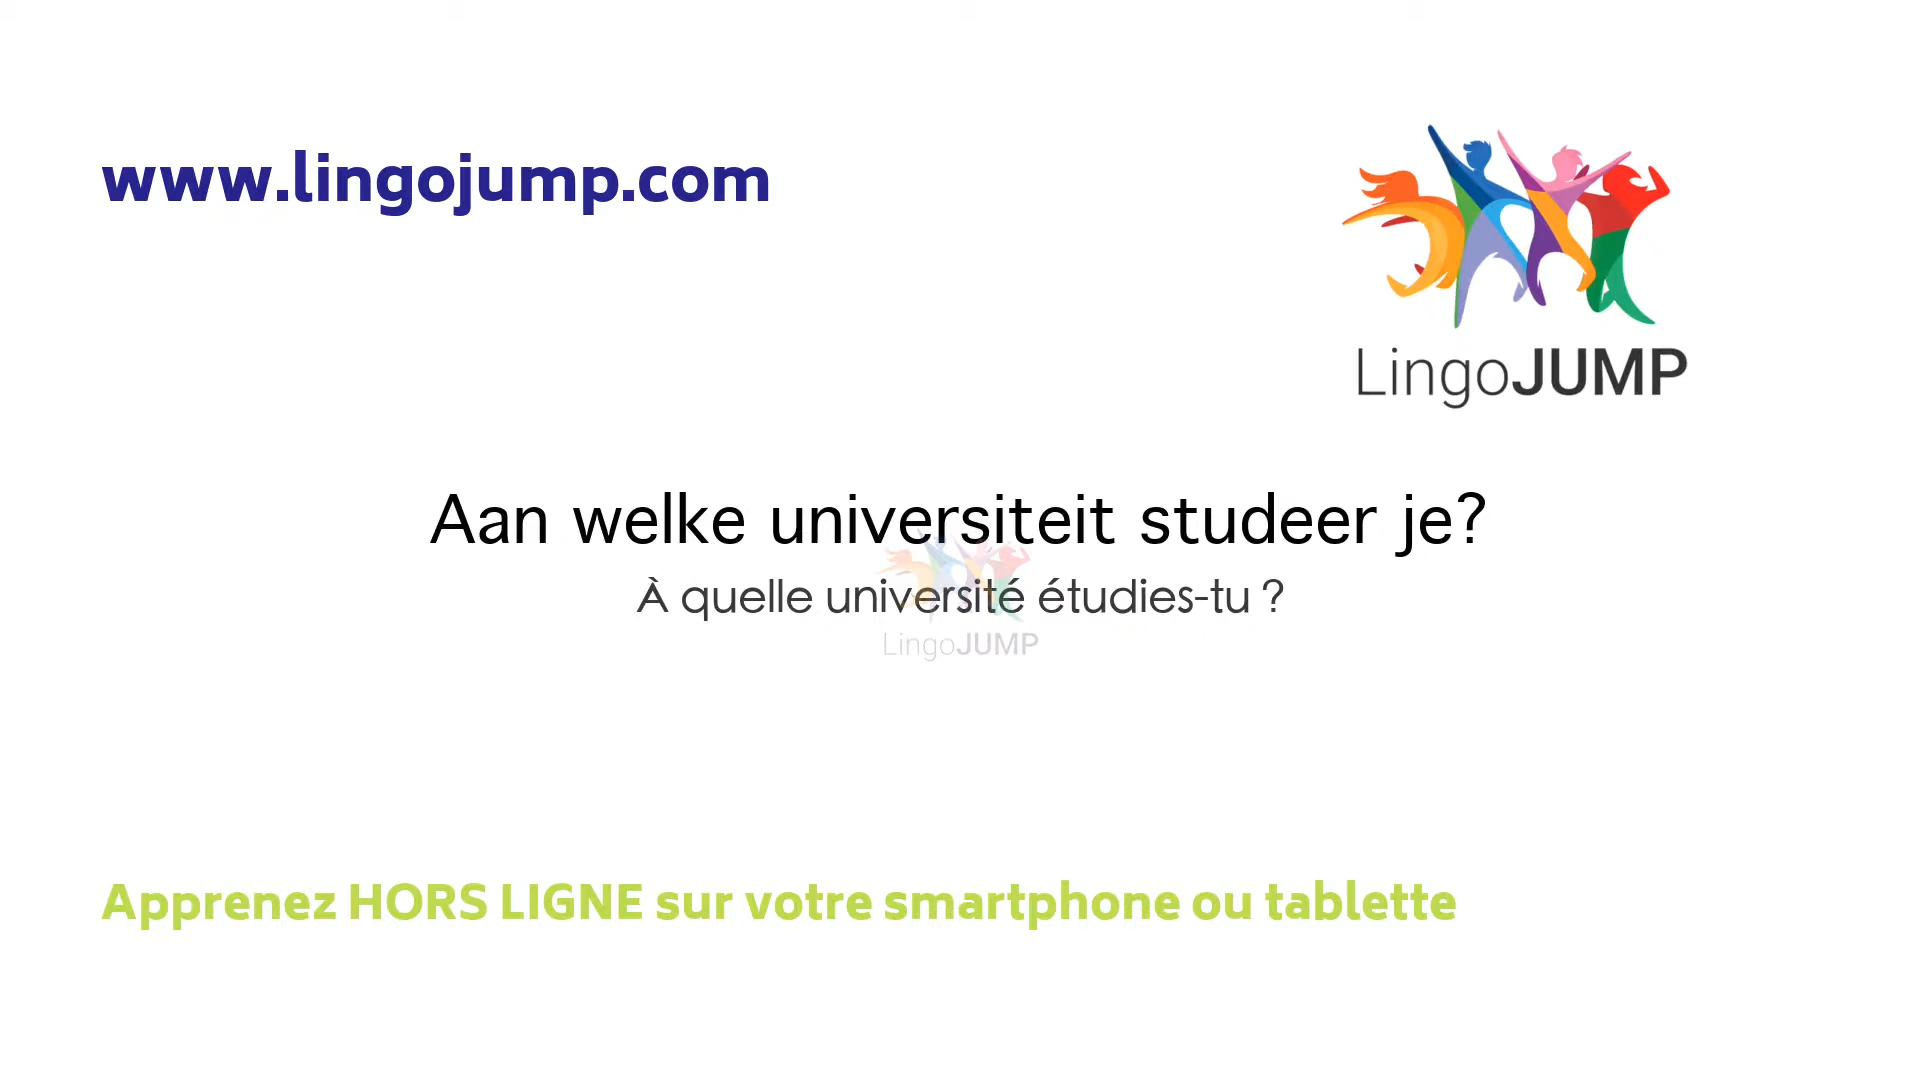 www.lingojump.com
LingoJUMP
Aan welke universiteit studeer je?
À quelle université étudies-tu ?
LingoJUMP
Apprenez HORS LIGNE sur votre smartphone ou tablette